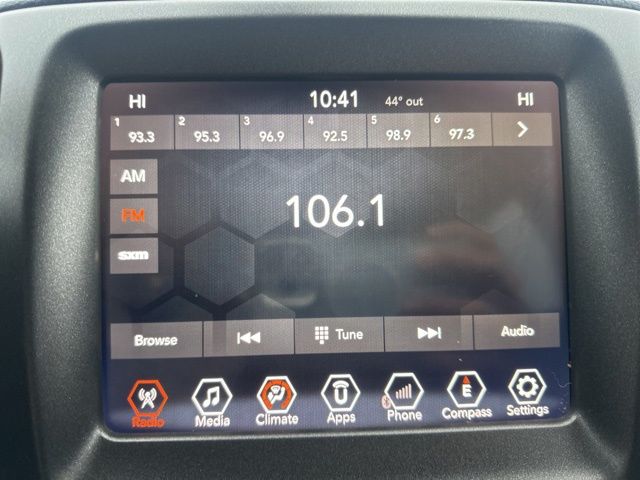 HI 10:41 44° out HI
1 93.3 2 95.3 3 96.9 4 92.5 5 98.9 6 97.3
AM
FM
sxm
106.1
Browse Tune Audio
Radio Media Climate Apps Phone E Compass Settings